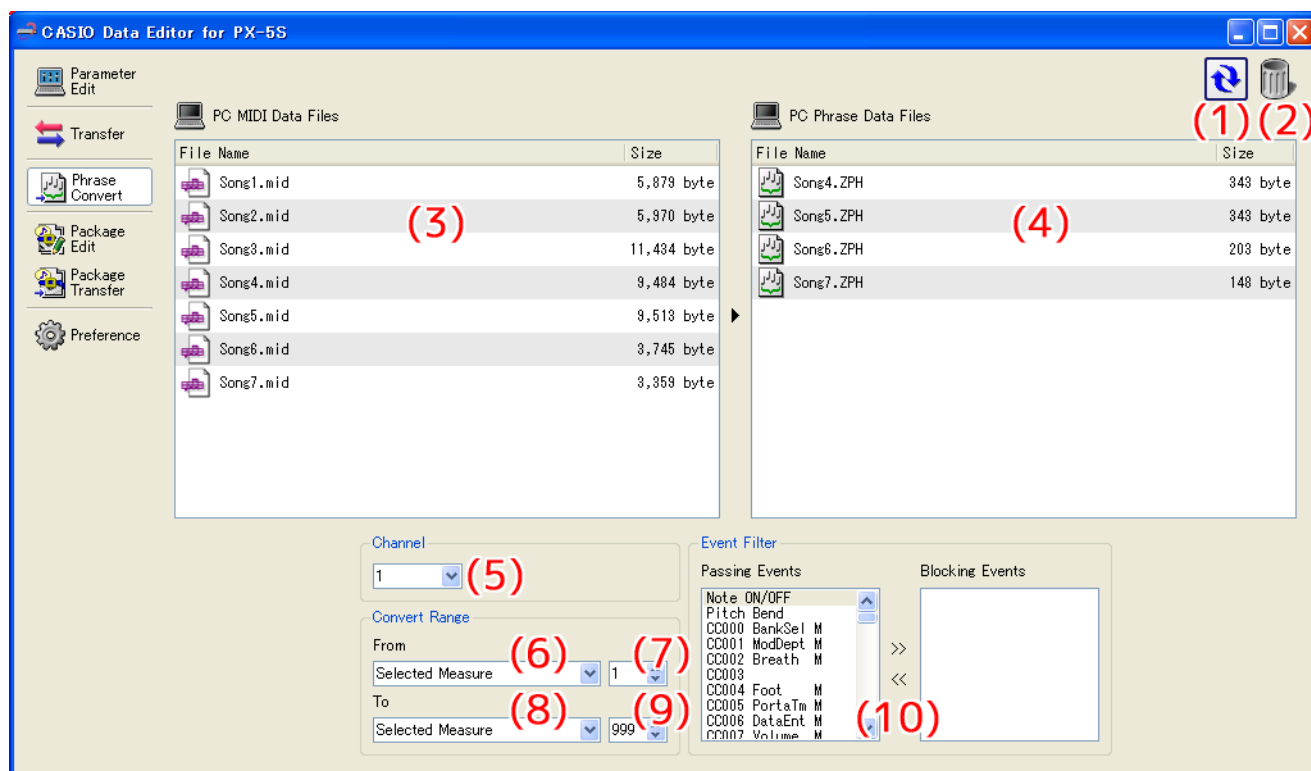 CASIO Data Editor for PX-5S
Parameter
Edit
Transfer
Phrase
Convert
Package
Edit
Package
Transfer
Preference
(1) (2)
PC MIDI Data Files
File Name Size
Song1.mid 5,879 byte
Song2.mid 5,970 byte
Song3.mid 11,434 byte
Song4.mid 9,484 byte
Song5.mid 9,513 byte
Song6.mid 3,745 byte
Song7.mid 3,359 byte
(3)
PC Phrase Data Files
File Name Size
Song4.ZPH 343 byte
Song5.ZPH 343 byte
Song6.ZPH 203 byte
Song7.ZPH 148 byte
(4)
Channel
1 (5)
Convert Range
From
Selected Measure (6) 1 (7)
To
Selected Measure (8) 999 (9)
Event Filter
Passing Events
Note ON/OFF
Pitch Bend
CC000 BankSel M
CC001 ModDept M
CC002 Breath M
CC003
CC004 Foot M
CC005 PortaTm M
CC006 DataEnt M
CC007 Volume M
>>
<<
(10)
Blocking Events